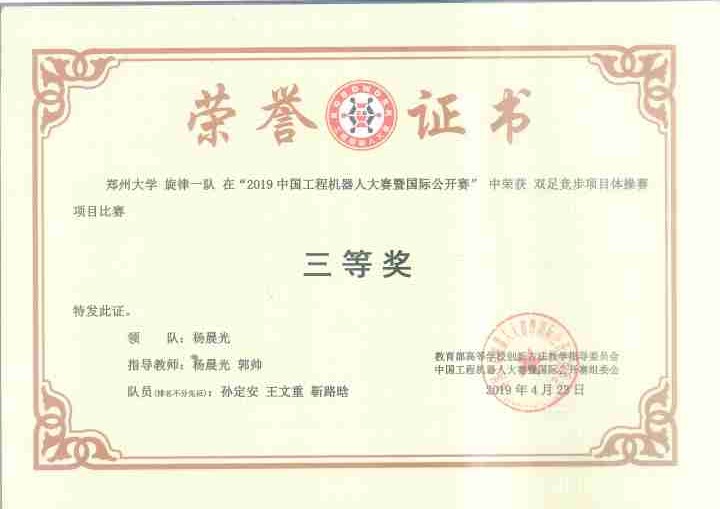 荣誉证书
郑州大学 旋律一队 在“2019中国工程机器人大赛暨国际公开赛”中荣获 双足竞步项目体操赛
项目比赛
三等奖
特发此证。
领 队：杨晨光
指导教师：杨晨光 郭帅
队员(排名不分先后)：孙定安 王文重 靳路晗
教育部高等学校创新方法教学指导委员会
中国工程机器人大赛暨国际公开赛组委会
2019年4月23日